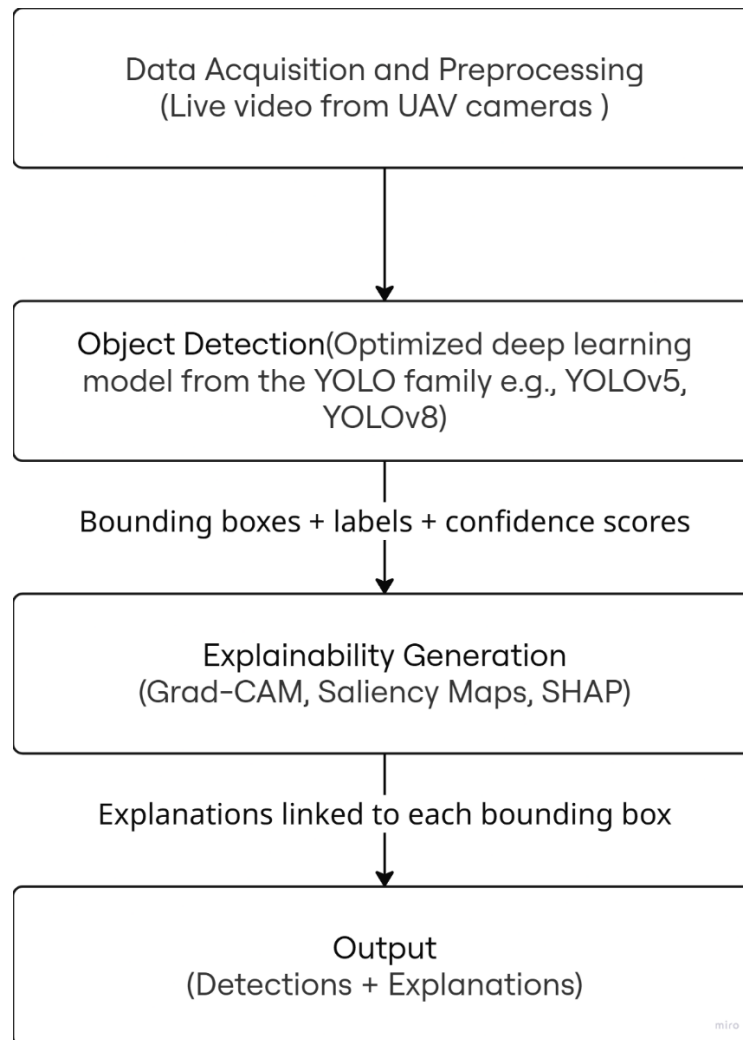 Data Acquisition and Preprocessing
(Live video from UAV cameras )
Object Detection(Optimized deep learning
model from the YOLO family e.g., YOLOv5,
YOLOv8)
Bounding boxes + labels + confidence scores
Explainability Generation
(Grad-CAM, Saliency Maps, SHAP)
Explanations linked to each bounding box
Output
(Detections + Explanations)
miro